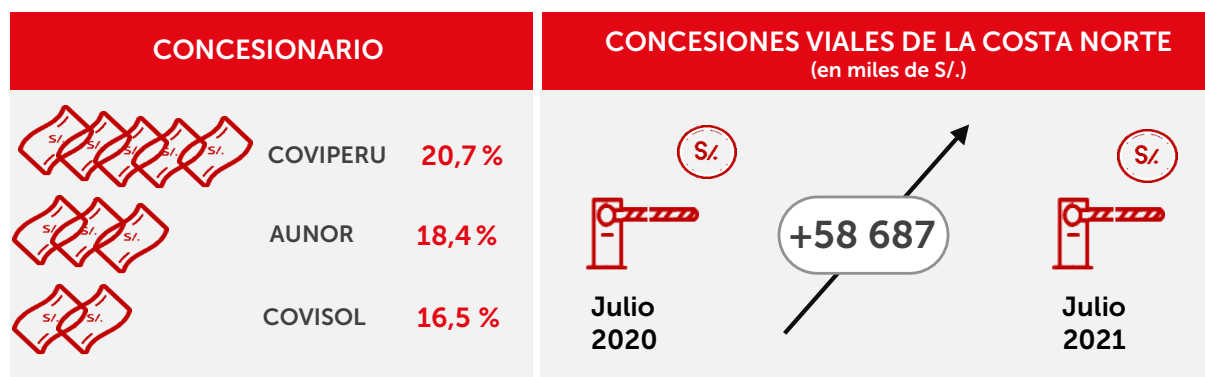 CONCESIONARIO
S/. S/. S/. S/. S/.
COVIPERU 20,7 %
S/. S/. S/.
AUNOR 18,4 %
S/. S/.
COVISOL 16,5 %
CONCESIONES VIALES DE LA COSTA NORTE
(en miles de S/.)
S/.
S/.
+58 687
Julio
2020
Julio
2021